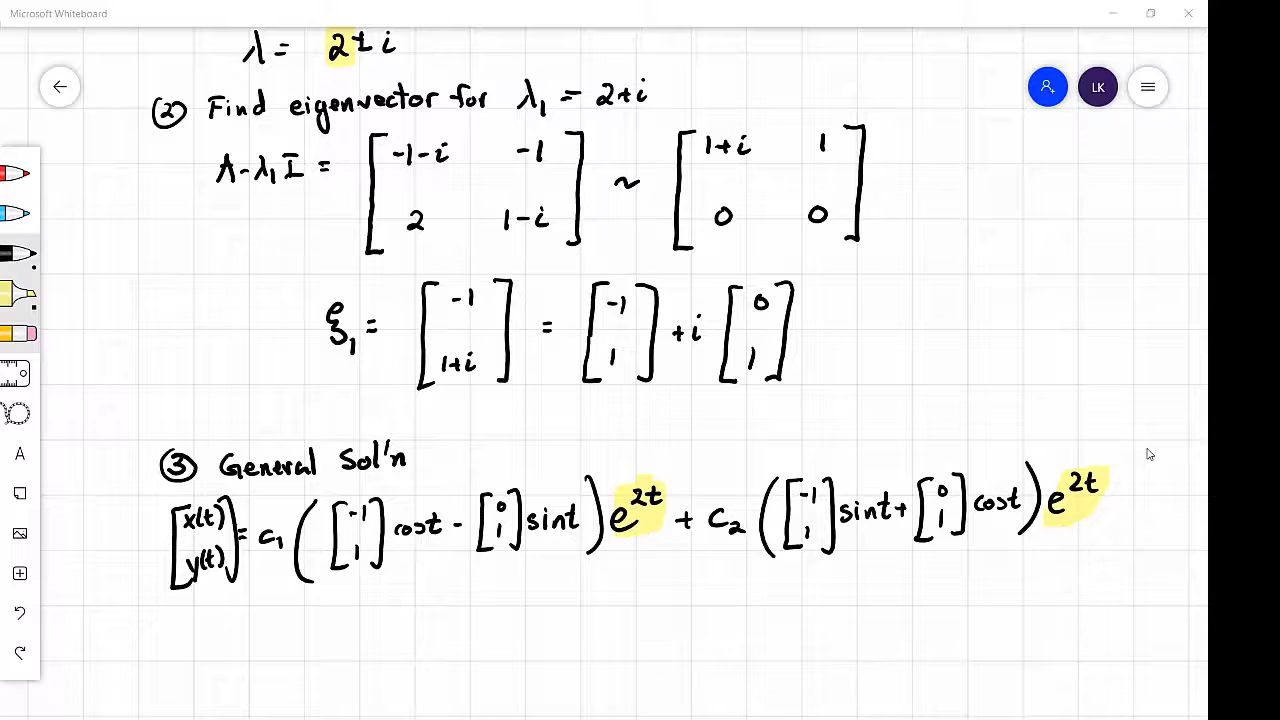 Microsoft Whiteboard
λ = 2 ± i
② Find eigenvector for λ₁ = 2+i
A - λ₁I = [ -1-i  -1 ; 2  1-i ] ~ [ 1+i  1 ; 0  0 ]
ξ₁ = [ -1 ; 1+i ] = [ -1 ; 1 ] + i [ 0 ; 1 ]
③ General Sol'n
[ x(t) ; y(t) ] = c₁ ( [ -1 ; 1 ] cost - [ 0 ; 1 ] sint ) e^{2t} + c₂ ( [ -1 ; 1 ] sint + [ 0 ; 1 ] cost ) e^{2t}
LK
A